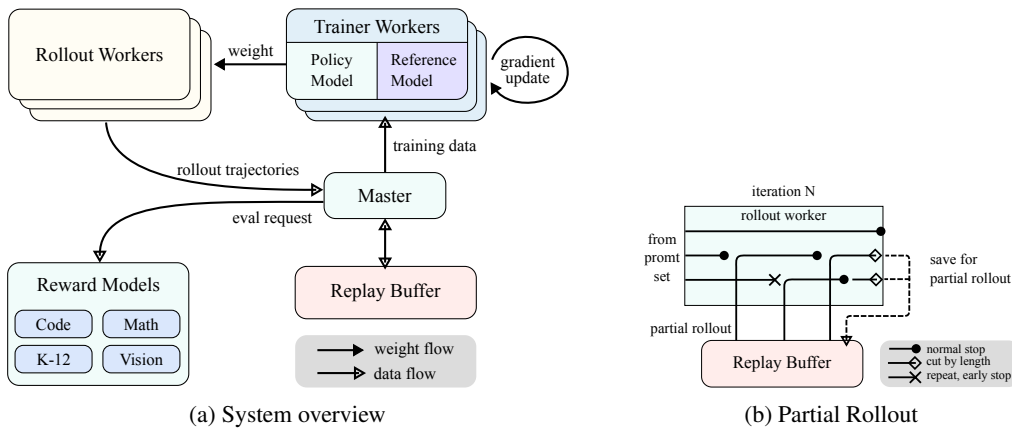 Rollout Workers
weight
Trainer Workers
Policy
Model
Reference
Model
gradient
update
rollout trajectories
training data
Master
eval request
Reward Models
Code
Math
K-12
Vision
Replay Buffer
weight flow
data flow
(a) System overview
iteration N
rollout worker
from
promt
set
save for
partial rollout
partial rollout
Replay Buffer
normal stop
cut by length
repeat, early stop
(b) Partial Rollout